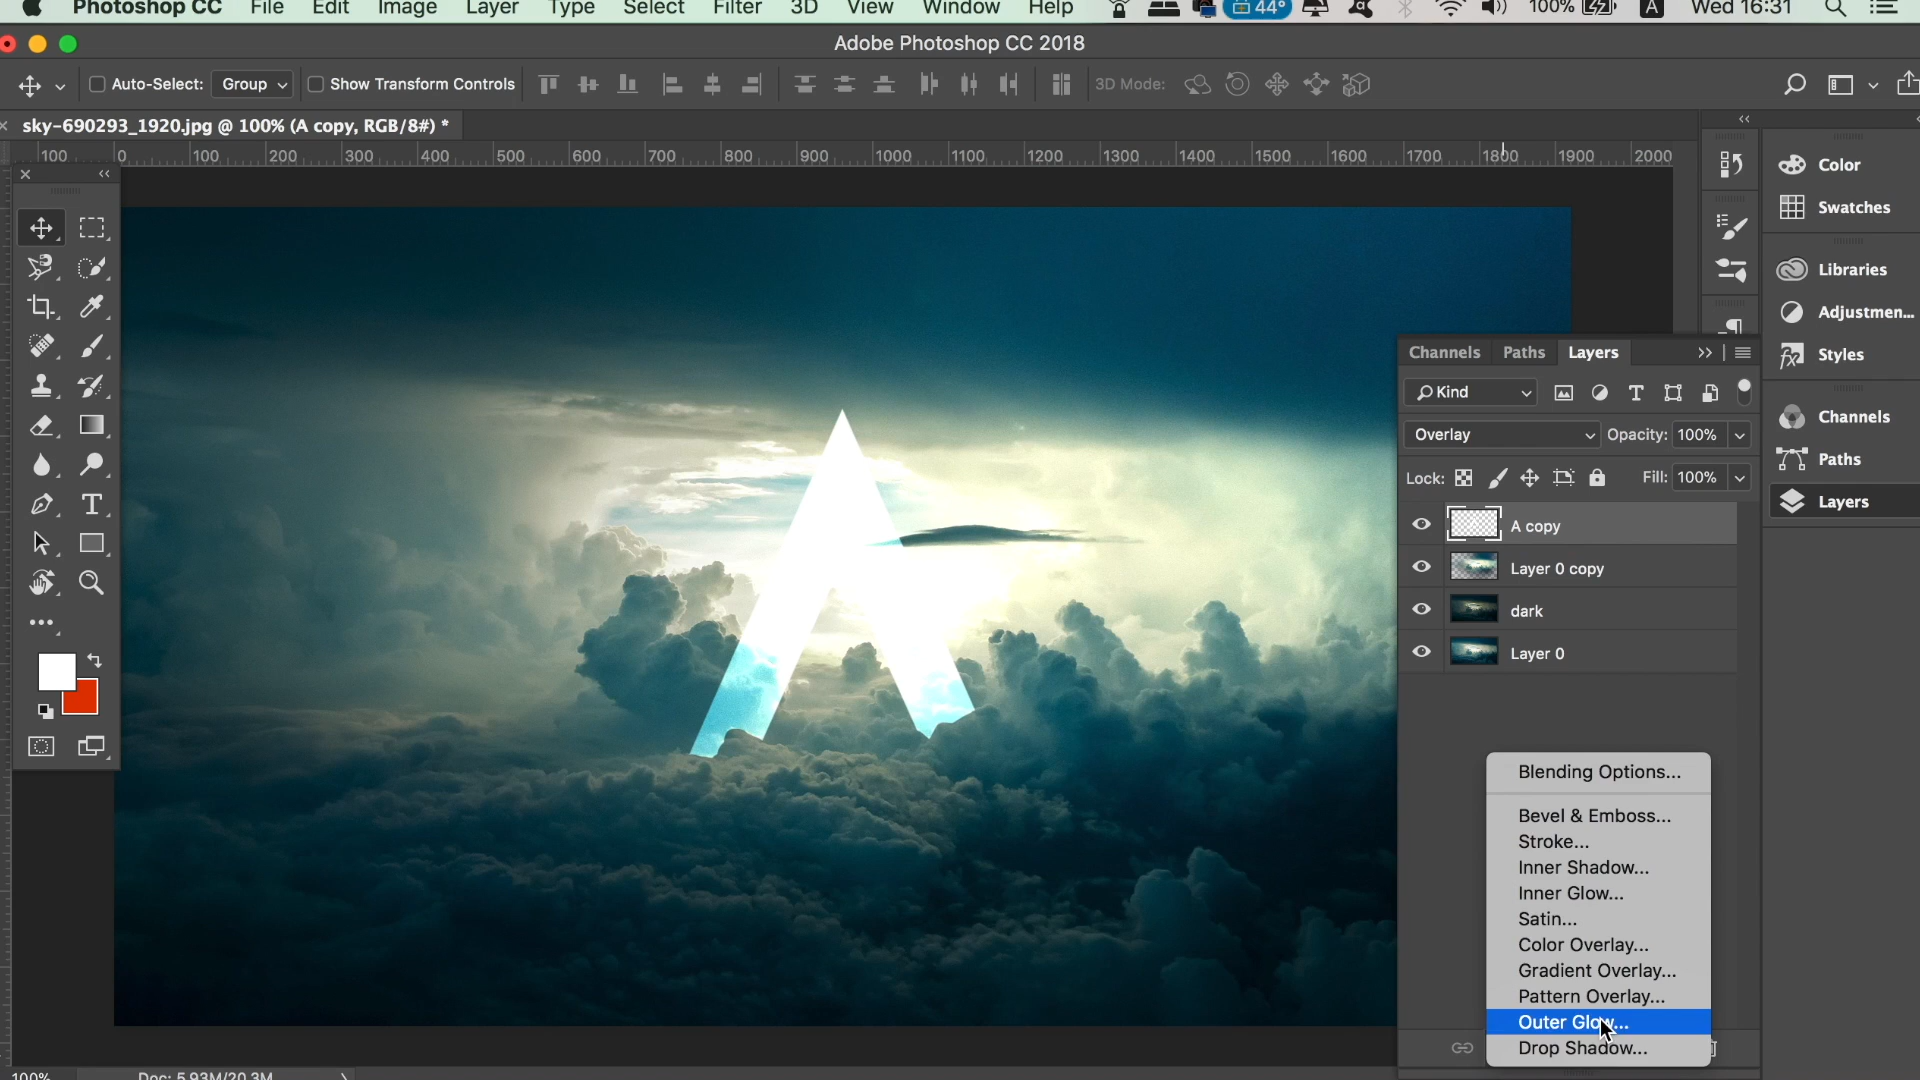 Photoshop CC File Edit Image Layer Type Select Filter 3D View Window Help 44° 100% A Wed 16:31
Adobe Photoshop CC 2018
Auto-Select: Group Show Transform Controls 3D Mode:
sky-690293_1920.jpg @ 100% (A copy, RGB/8#) *
100 0 100 200 300 400 500 600 700 800 900 1000 1100 1200 1300 1400 1500 1600 1700 1800 1900 2000
Color
Swatches
Libraries
Adjustmen...
Styles
Channels
Paths
Layers
Channels Paths Layers
Kind
Overlay Opacity: 100%
Lock: Fill: 100%
A copy
Layer 0 copy
dark
Layer 0
Blending Options...
Bevel & Emboss...
Stroke...
Inner Shadow...
Inner Glow...
Satin...
Color Overlay...
Gradient Overlay...
Pattern Overlay...
Outer Glow...
Drop Shadow...
100% Doc: 5.93M/20.3M